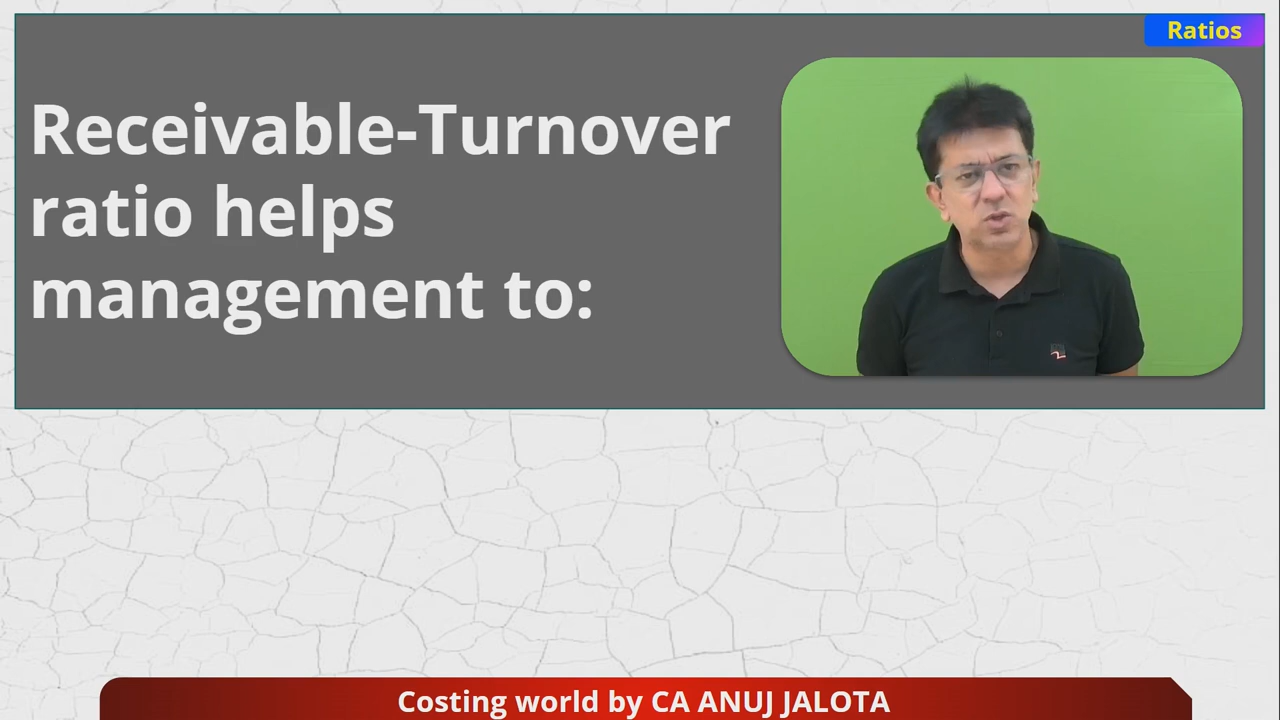 Ratios
Receivable-Turnover
ratio helps
management to:
Costing world by CA ANUJ JALOTA